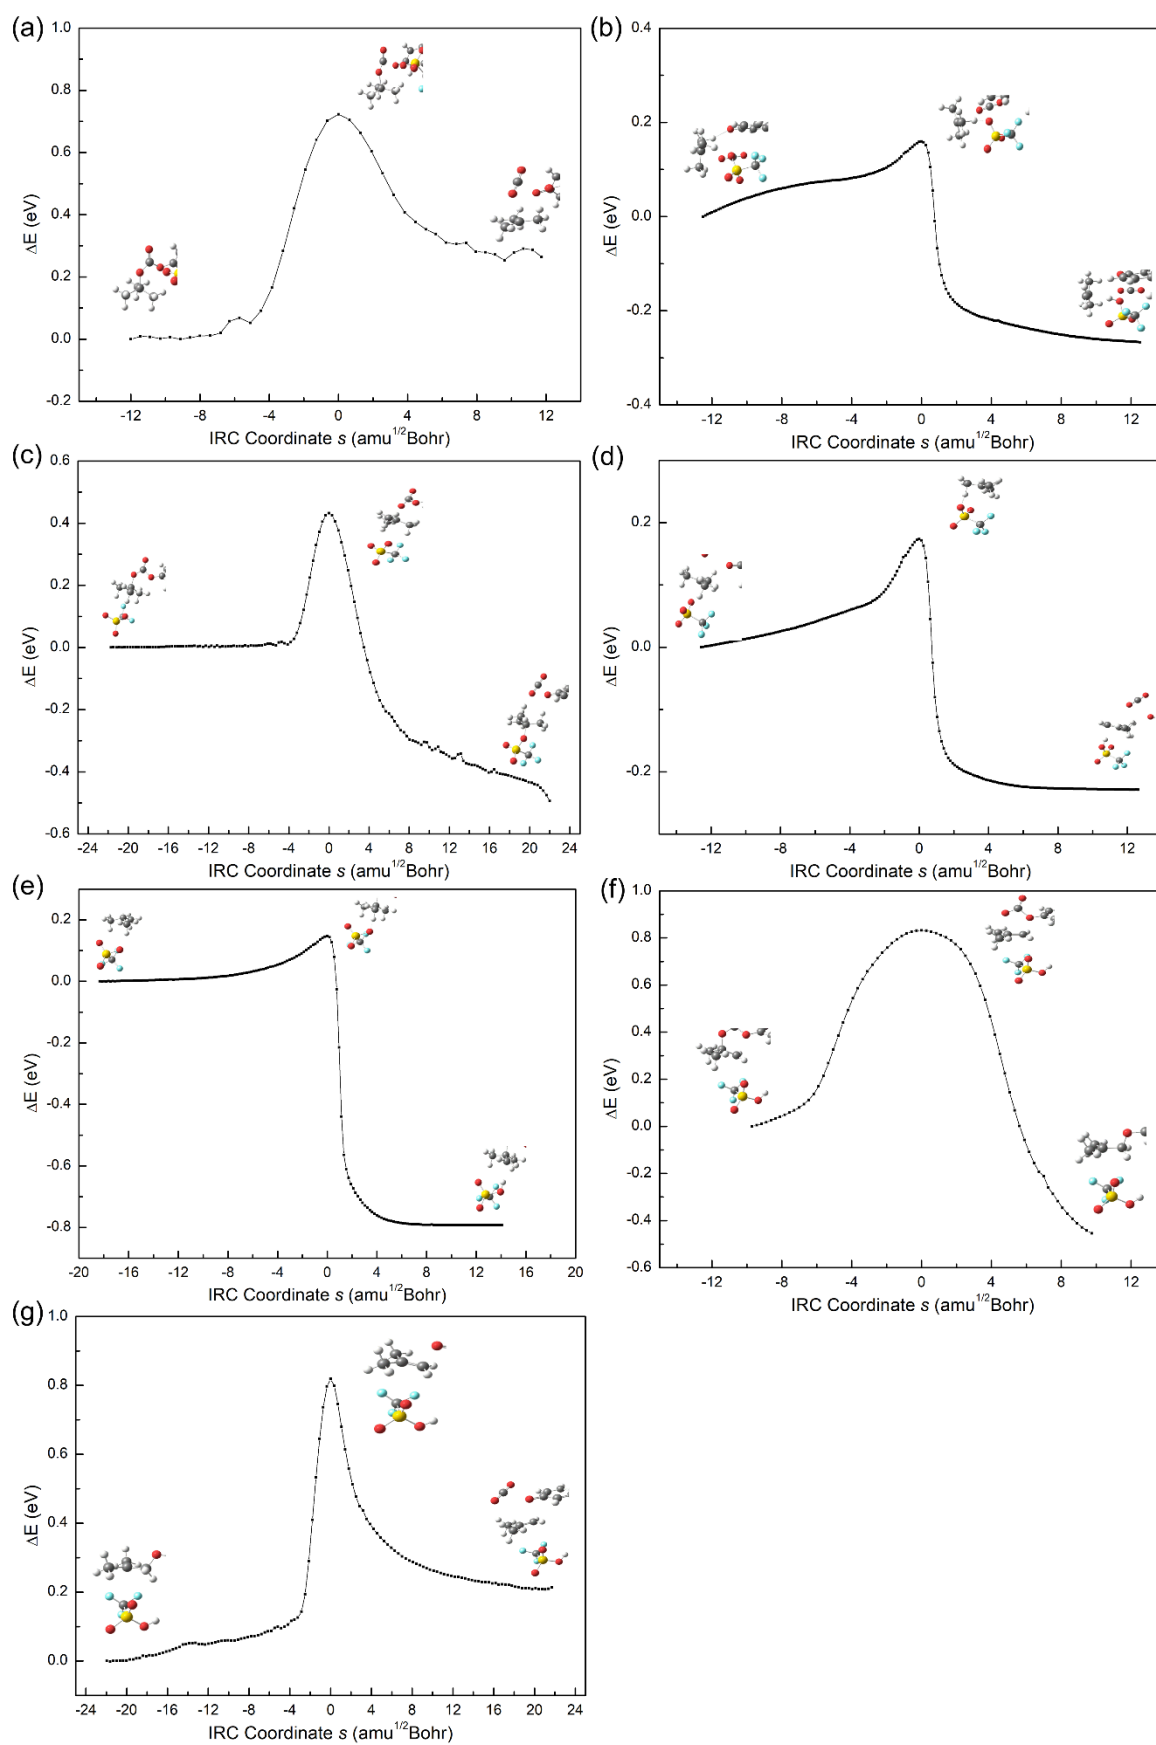 (a)
1.0
0.8
0.6
0.4
0.2
0.0
-0.2
ΔE (eV)
-12 -8 -4 0 4 8 12
IRC Coordinate s (amu1/2Bohr)
(b)
0.4
0.2
0.0
-0.2
-0.4
ΔE (eV)
-12 -8 -4 0 4 8 12
IRC Coordinate s (amu1/2Bohr)
(c)
0.6
0.4
0.2
0.0
-0.2
-0.4
-0.6
ΔE (eV)
-24 -20 -16 -12 -8 -4 0 4 8 12 16 20 24
IRC Coordinate s (amu1/2Bohr)
(d)
0.2
0.2
0.0
-0.2
ΔE (eV)
-12 -8 -4 0 4 8 12
IRC Coordinate s (amu1/2Bohr)
(e)
0.2
0.0
-0.2
-0.4
-0.6
-0.8
ΔE (eV)
-20 -16 -12 -8 -4 0 4 8 12 16 20
IRC Coordinate s (amu1/2Bohr)
(f)
1.0
0.8
0.6
0.4
0.2
0.0
-0.2
-0.4
-0.6
ΔE (eV)
-12 -8 -4 0 4 8 12
IRC Coordinate s (amu1/2Bohr)
(g)
1.0
0.8
0.6
0.4
0.2
0.0
ΔE (eV)
-24 -20 -16 -12 -8 -4 0 4 8 12 16 20 24
IRC Coordinate s (amu1/2Bohr)